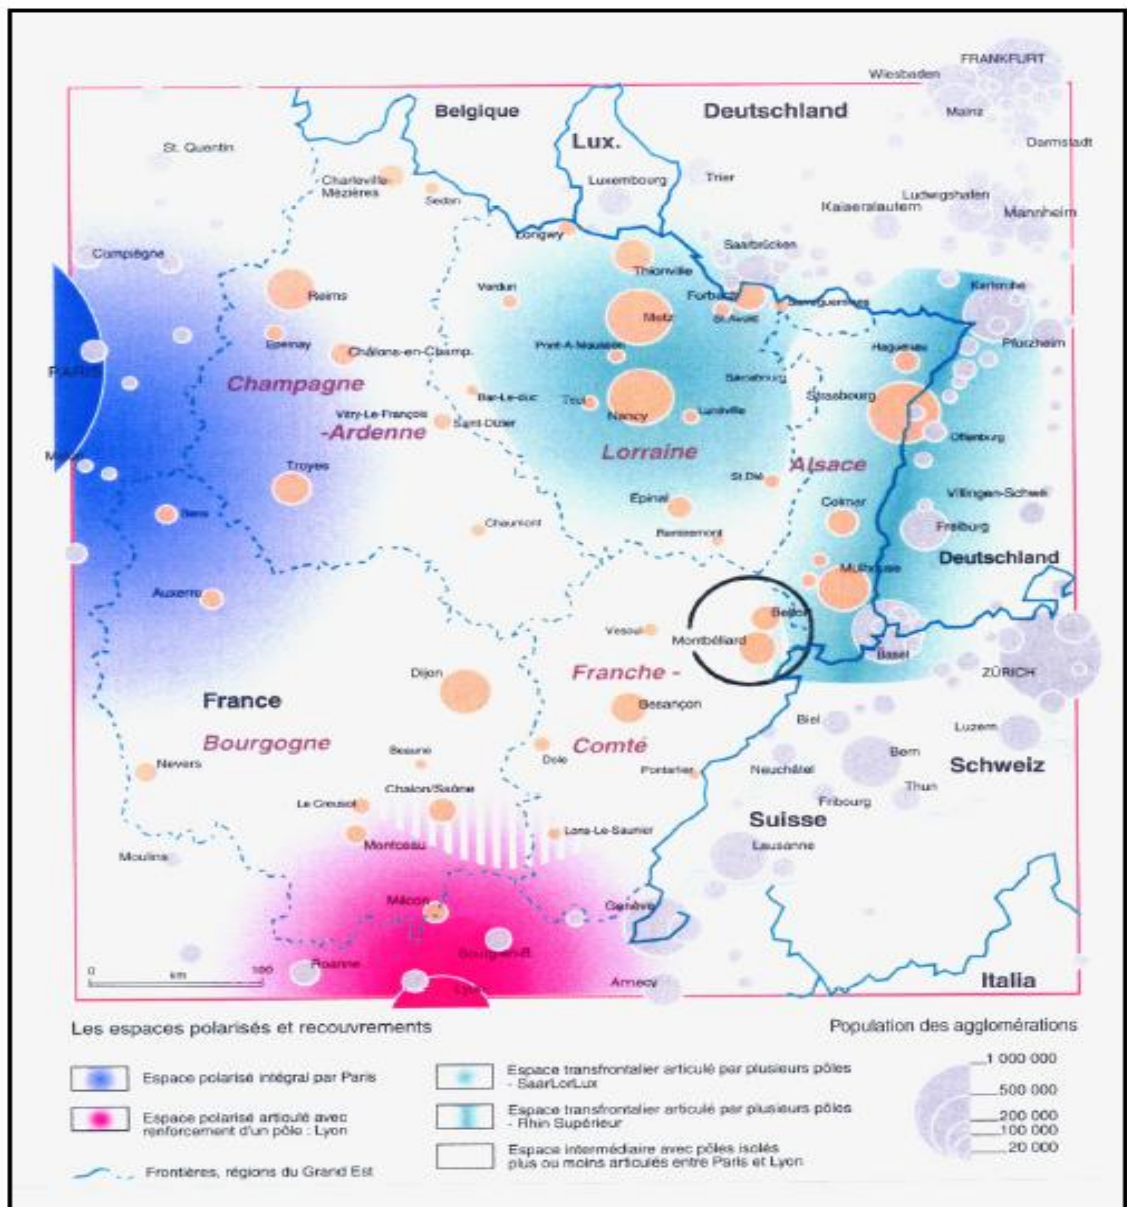 FRANKFURT
Wiesbaden
Belgique
Deutschland
Mainz
Lux.
Darmstadt
St. Quentin
Charleville-
Mézières
Sedan
Luxembourg
Trier
Ludwigshafen
Kaiserslautern
Mannheim
Longwy
Saarbrücken
Compiègne
Thionville
Reims
Verdun
Forbach
Sarreguemines
Karlsruhe
Metz
St.Avold
Epernay
Pont-A-Mousson
Haguenau
Pforzheim
Châlons-en-Champ.
PARIS
Champagne
Sarrebourg
Bar-Le-duc
Toul
Strasbourg
Vitry-Le-François
Nancy
Lunéville
-Ardenne
Saint-Dizier
Offenburg
Lorraine
Alsace
Troyes
St.Dié
Epinal
Colmar
Villingen-Schwe
Sens
Chaumont
Remiremont
Freiburg
Deutschland
Mulhouse
Auxerre
Belfort
Vesoul
Montbéliard
Basel
Dijon
Franche -
ZÜRICH
France
Besançon
Biel
Luzern
Bourgogne
Comté
Beaune
Dole
Bern
Nevers
Pontarlier
Neuchâtel
Schweiz
Chalon/Saône
Thun
Le Creusot
Fribourg
Suisse
Montceau
Lons-Le-Saunier
Moulins
Lausanne
Mâcon
Genève
Bourg-en-B.
Roanne
0 km 100
Lyon
Annecy
Italia
Les espaces polarisés et recouvrements
Espace polarisé intégral par Paris
Espace polarisé articulé avec
renforcement d'un pôle : Lyon
Frontières, régions du Grand Est
Espace transfrontalier articulé par plusieurs pôles
- SaarLorLux
Espace transfrontalier articulé par plusieurs pôles
- Rhin Supérieur
Espace intermédiaire avec pôles isolés
plus ou moins articulés entre Paris et Lyon
Population des agglomérations
1 000 000
500 000
200 000
100 000
20 000